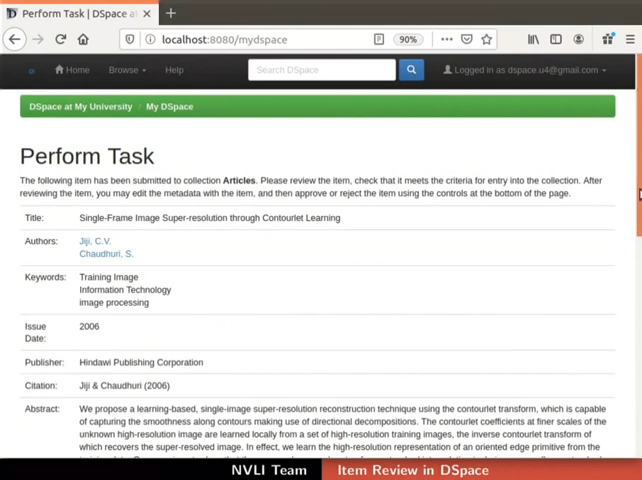 Perform Task | DSpace a
localhost:8080/mydspace
90%
Home
Browse
Help
Search DSpace
Logged in as dspace.u4@gmail.com
DSpace at My University / My DSpace
Perform Task
The following item has been submitted to collection Articles. Please review the item, check that it meets the criteria for entry into the collection. After
reviewing the item, you may edit the metadata with the item, and then approve or reject the item using the controls at the bottom of the page.
Title: Single-Frame Image Super-resolution through Contourlet Learning
Authors: Jiji, C.V.
Chaudhuri, S.
Keywords: Training Image
Information Technology
image processing
Issue Date: 2006
Publisher: Hindawi Publishing Corporation
Citation: Jiji & Chaudhuri (2006)
Abstract: We propose a learning-based, single-image super-resolution reconstruction technique using the contourlet transform, which is capable
of capturing the smoothness along contours making use of directional decompositions. The contourlet coefficients at finer scales of the
unknown high-resolution image are learned locally from a set of high-resolution training images, the inverse contourlet transform of
which recovers the super-resolved image. In effect, we learn the high-resolution representation of an oriented edge primitive from the
NVLI Team Item Review in DSpace